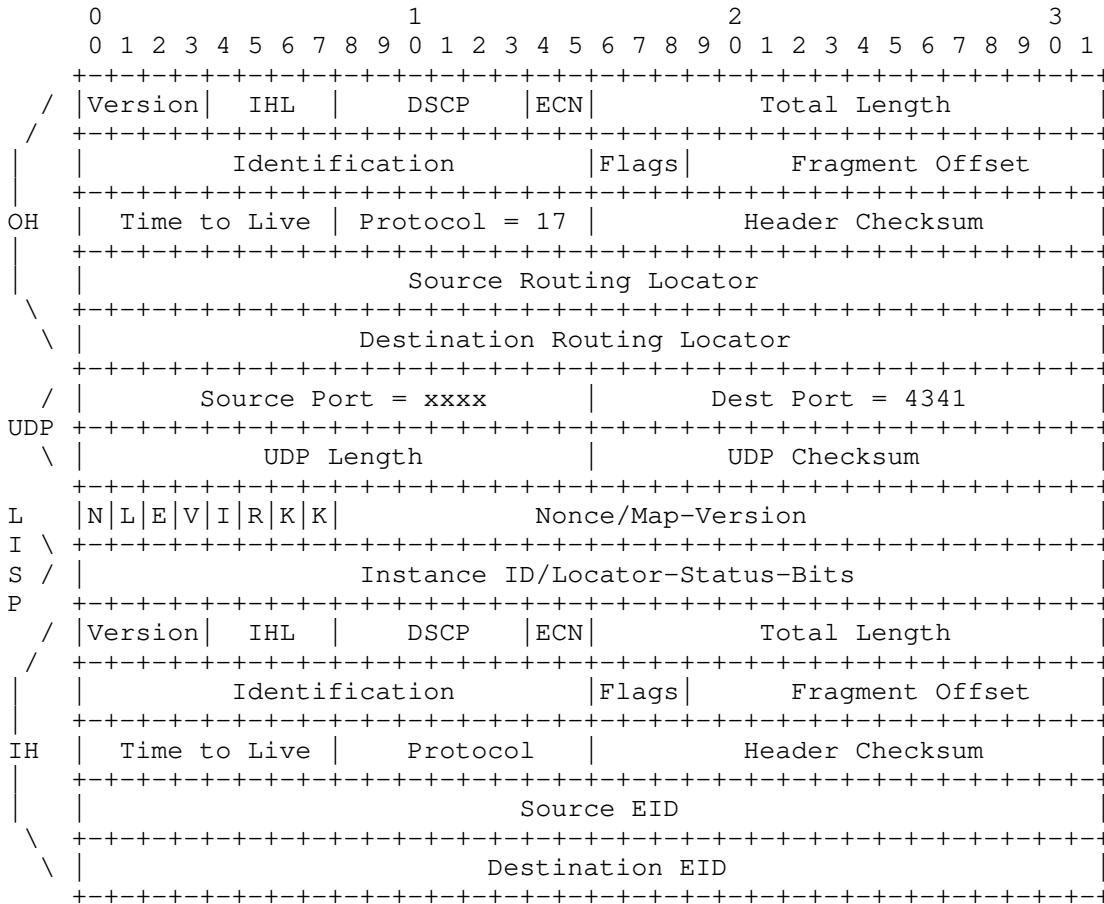 0                   1                   2                   3
        0 1 2 3 4 5 6 7 8 9 0 1 2 3 4 5 6 7 8 9 0 1 2 3 4 5 6 7 8 9 0 1
       +-+-+-+-+-+-+-+-+-+-+-+-+-+-+-+-+-+-+-+-+-+-+-+-+-+-+-+-+-+-+-+-+
     / |Version|  IHL  |    DSCP   |ECN|          Total Length         |
    /  +-+-+-+-+-+-+-+-+-+-+-+-+-+-+-+-+-+-+-+-+-+-+-+-+-+-+-+-+-+-+-+-+
   |   |         Identification        |Flags|      Fragment Offset    |
   |   +-+-+-+-+-+-+-+-+-+-+-+-+-+-+-+-+-+-+-+-+-+-+-+-+-+-+-+-+-+-+-+-+
   OH  |  Time to Live | Protocol = 17 |         Header Checksum       |
   |   +-+-+-+-+-+-+-+-+-+-+-+-+-+-+-+-+-+-+-+-+-+-+-+-+-+-+-+-+-+-+-+-+
   |   |                    Source Routing Locator                     |
    \  +-+-+-+-+-+-+-+-+-+-+-+-+-+-+-+-+-+-+-+-+-+-+-+-+-+-+-+-+-+-+-+-+
     \ |                 Destination Routing Locator                   |
       +-+-+-+-+-+-+-+-+-+-+-+-+-+-+-+-+-+-+-+-+-+-+-+-+-+-+-+-+-+-+-+-+
     / |       Source Port = xxxx      |       Dest Port = 4341        |
   UDP +-+-+-+-+-+-+-+-+-+-+-+-+-+-+-+-+-+-+-+-+-+-+-+-+-+-+-+-+-+-+-+-+
     \ |           UDP Length          |        UDP Checksum           |
       +-+-+-+-+-+-+-+-+-+-+-+-+-+-+-+-+-+-+-+-+-+-+-+-+-+-+-+-+-+-+-+-+
   L   |N|L|E|V|I|R|K|K|            Nonce/Map-Version                  |
   I \ +-+-+-+-+-+-+-+-+-+-+-+-+-+-+-+-+-+-+-+-+-+-+-+-+-+-+-+-+-+-+-+-+
   S / |                 Instance ID/Locator-Status-Bits               |
   P   +-+-+-+-+-+-+-+-+-+-+-+-+-+-+-+-+-+-+-+-+-+-+-+-+-+-+-+-+-+-+-+-+
     / |Version|  IHL  |    DSCP   |ECN|          Total Length         |
    /  +-+-+-+-+-+-+-+-+-+-+-+-+-+-+-+-+-+-+-+-+-+-+-+-+-+-+-+-+-+-+-+-+
   |   |         Identification        |Flags|      Fragment Offset    |
   |   +-+-+-+-+-+-+-+-+-+-+-+-+-+-+-+-+-+-+-+-+-+-+-+-+-+-+-+-+-+-+-+-+
   IH  |  Time to Live |    Protocol   |         Header Checksum       |
   |   +-+-+-+-+-+-+-+-+-+-+-+-+-+-+-+-+-+-+-+-+-+-+-+-+-+-+-+-+-+-+-+-+
   |   |                           Source EID                          |
    \  +-+-+-+-+-+-+-+-+-+-+-+-+-+-+-+-+-+-+-+-+-+-+-+-+-+-+-+-+-+-+-+-+
     \ |                         Destination EID                       |
       +-+-+-+-+-+-+-+-+-+-+-+-+-+-+-+-+-+-+-+-+-+-+-+-+-+-+-+-+-+-+-+-+